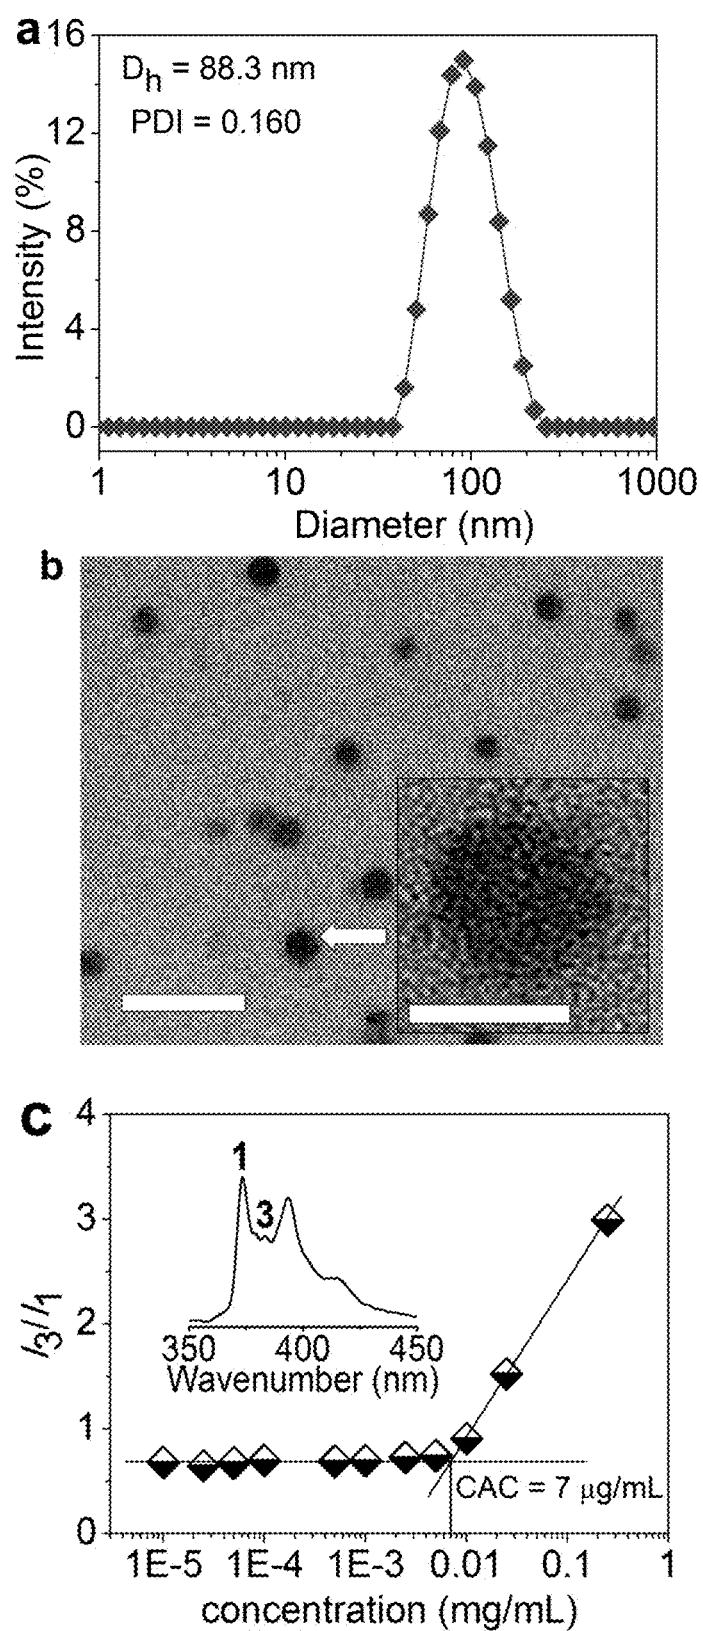 a
16
12
8
4
0
Intensity (%)
Dh = 88.3 nm
PDI = 0.160
1 10 100 1000
Diameter (nm)
b
c
4
3
2
1
0
I3/I1
1
3
350 400 450
Wavenumber (nm)
CAC = 7 μg/mL
1E-5 1E-4 1E-3 0.01 0.1 1
concentration (mg/mL)